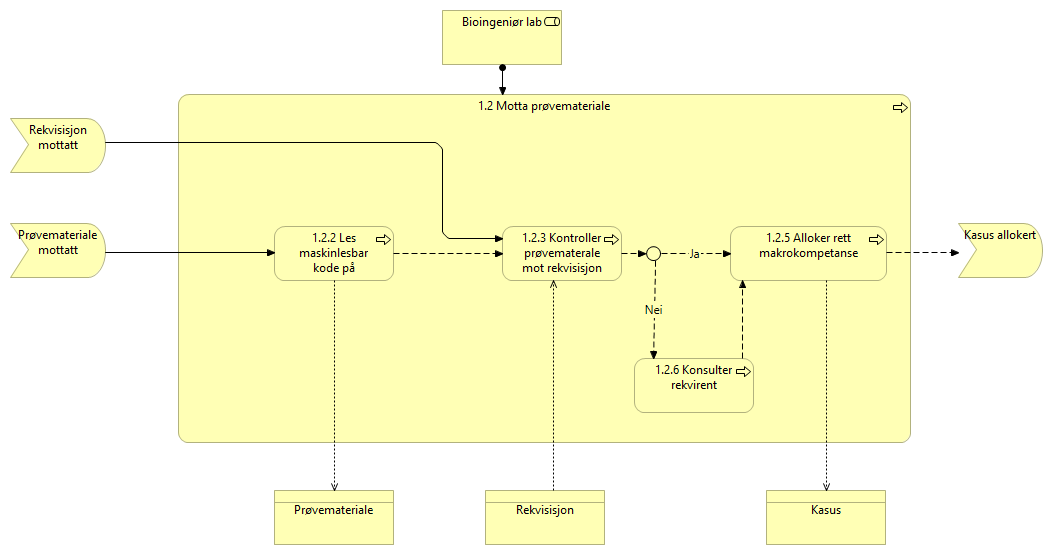 Bioingeniør lab
1.2 Motta prøvemateriale
Rekvisisjon
mottatt
Prøvemateriale
mottatt
1.2.2 Les
maskinlesbar
kode på
1.2.3 Kontroller
prøvematerale
mot rekvisisjon
Ja
1.2.5 Alloker rett
makrokompetanse
Kasus allokert
Nei
1.2.6 Konsulter
rekvirent
Prøvemateriale
Rekvisisjon
Kasus